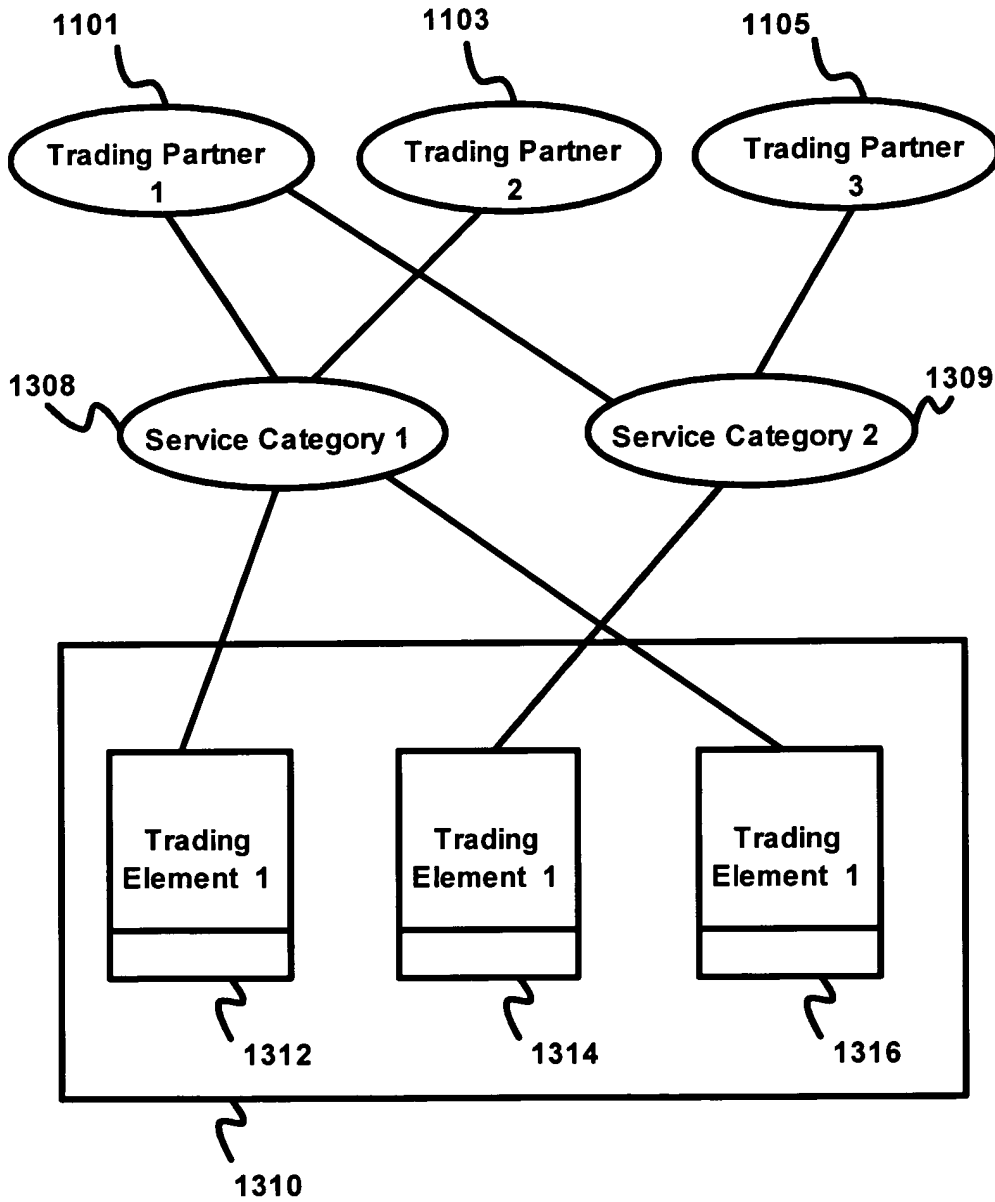 1101
1103
1105
Trading Partner
1
Trading Partner
2
Trading Partner
3
1308
1309
Service Category 1
Service Category 2
Trading
Element 1
Trading
Element 1
Trading
Element 1
1312
1314
1316
1310